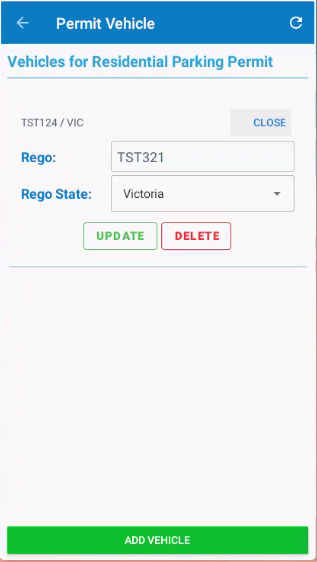 Permit Vehicle
Vehicles for Residential Parking Permit
TST124 / VIC CLOSE
Rego: TST321
Rego State: Victoria
UPDATE DELETE
ADD VEHICLE